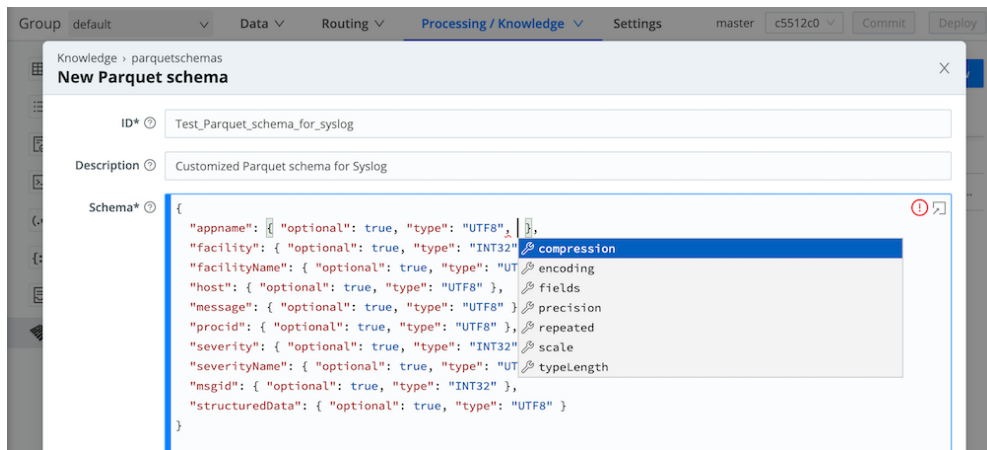 Group default Data Routing Processing / Knowledge Settings master c5512c0 Commit Deploy
Knowledge › parquetschemas
New Parquet schema
ID* Test_Parquet_schema_for_syslog
Description Customized Parquet schema for Syslog
Schema* {
"appname": { "optional": true, "type": "UTF8", },
"facility": { "optional": true, "type": "INT32" compression
"facilityName": { "optional": true, "type": "UT encoding
"host": { "optional": true, "type": "UTF8" }, fields
"message": { "optional": true, "type": "UTF8" } precision
"procid": { "optional": true, "type": "UTF8" }, repeated
"severity": { "optional": true, "type": "INT32" scale
"severityName": { "optional": true, "type": "UT typeLength
"msgid": { "optional": true, "type": "INT32" },
"structuredData": { "optional": true, "type": "UTF8" }
}